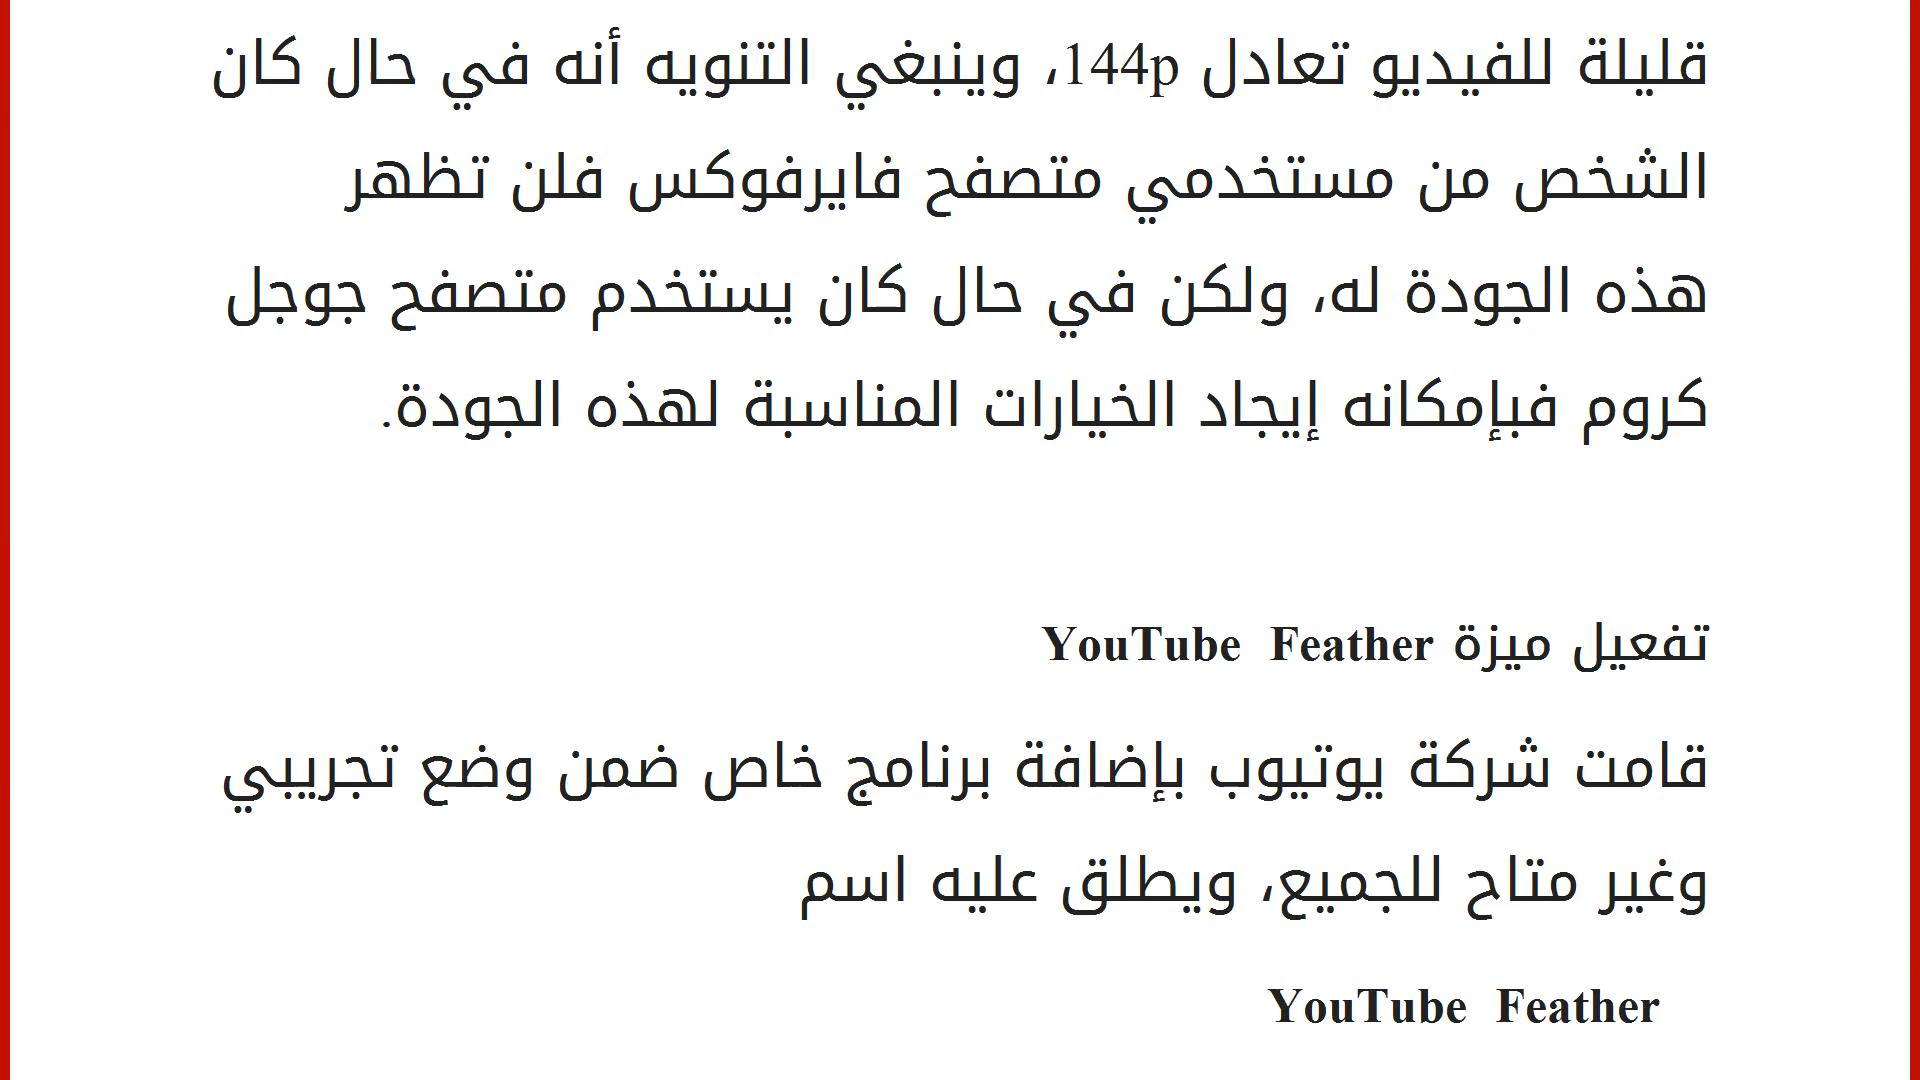 قليلة للفيديو تعادل 144p، وينبغي التنويه أنه في حال كان
الشخص من مستخدمي متصفح فايرفوكس فلن تظهر
هذه الجودة له، ولكن في حال كان يستخدم متصفح جوجل
كروم فبإمكانه إيجاد الخيارات المناسبة لهذه الجودة.
تفعيل ميزة YouTube Feather
قامت شركة يوتيوب بإضافة برنامج خاص ضمن وضع تجريبي
وغير متاح للجميع، ويطلق عليه اسم
YouTube Feather